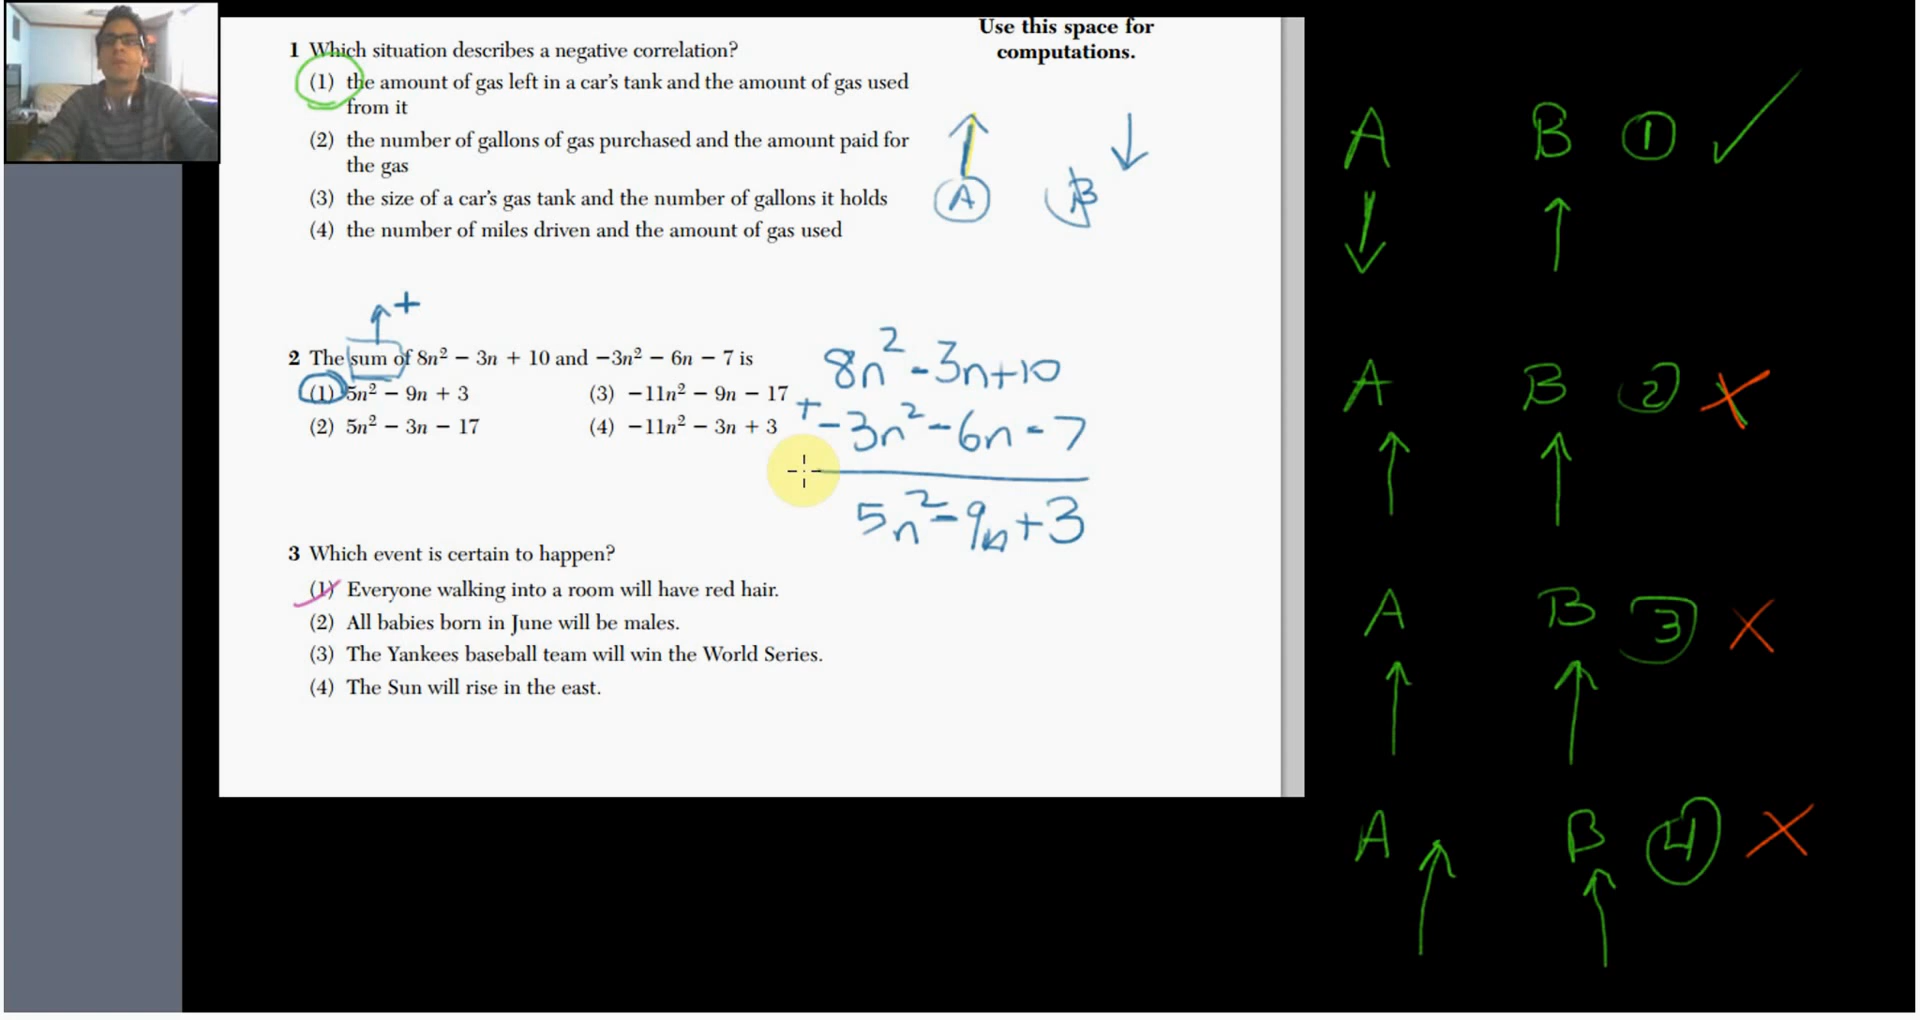 Use this space for
computations.
1 Which situation describes a negative correlation?
(1) the amount of gas left in a car's tank and the amount of gas used
from it
(2) the number of gallons of gas purchased and the amount paid for
the gas
(3) the size of a car's gas tank and the number of gallons it holds
(4) the number of miles driven and the amount of gas used
A B
+
2 The sum of 8n² − 3n + 10 and −3n² − 6n − 7 is
(1) 5n² − 9n + 3 (3) −11n² − 9n − 17
(2) 5n² − 3n − 17 (4) −11n² − 3n + 3
8n² - 3n + 10
+ -3n² - 6n - 7
5n² - 9n + 3
3 Which event is certain to happen?
(1) Everyone walking into a room will have red hair.
(2) All babies born in June will be males.
(3) The Yankees baseball team will win the World Series.
(4) The Sun will rise in the east.
A B 1
A B 2
A B 3
A B 4